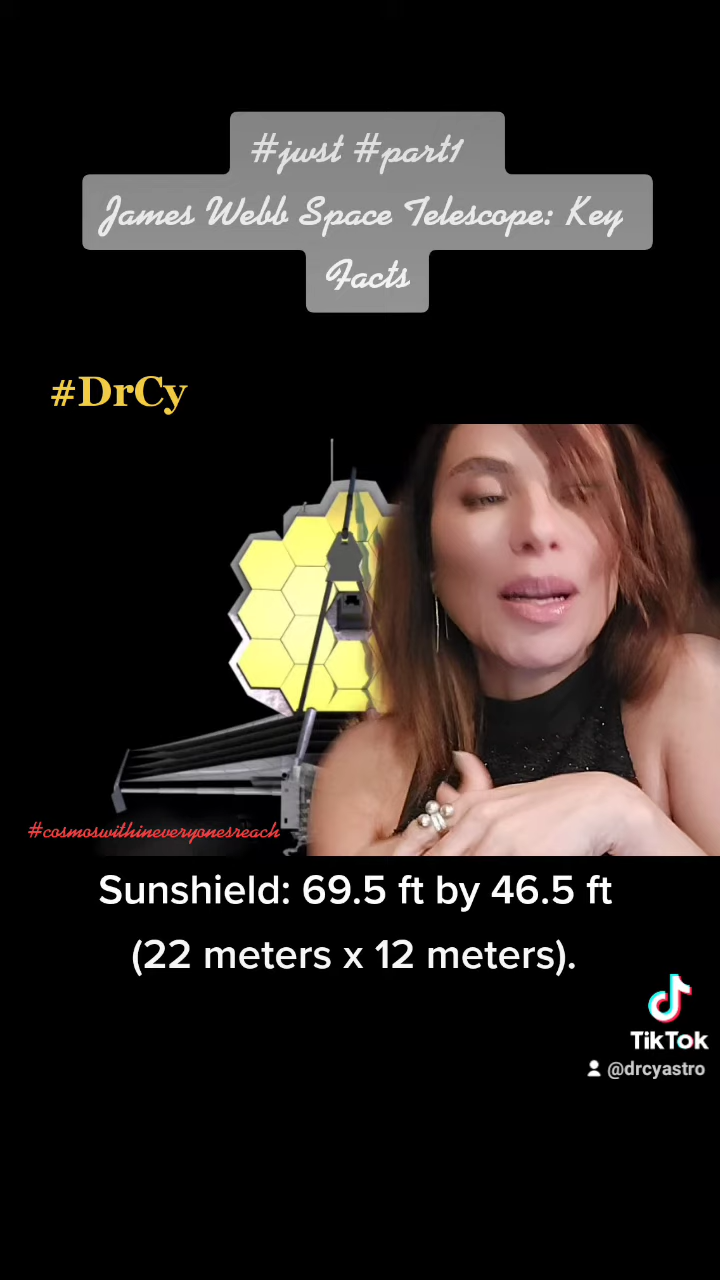 #jwst #part1
James Webb Space Telescope: Key
Facts
#DrCy
#cosmoswithineveryonesreach
Sunshield: 69.5 ft by 46.5 ft
(22 meters x 12 meters).
TikTok
@drcyastro